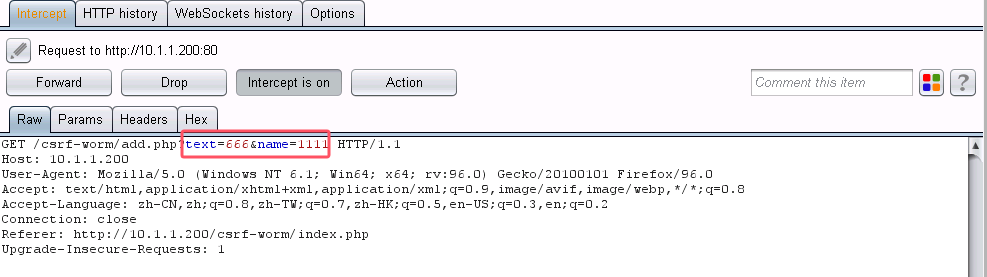 Intercept HTTP history WebSockets history Options
Request to http://10.1.1.200:80
Forward Drop Intercept is on Action Comment this item ?
Raw Params Headers Hex
GET /csrf-worm/add.php?text=666&name=1111 HTTP/1.1
Host: 10.1.1.200
User-Agent: Mozilla/5.0 (Windows NT 6.1; Win64; x64; rv:96.0) Gecko/20100101 Firefox/96.0
Accept: text/html,application/xhtml+xml,application/xml;q=0.9,image/avif,image/webp,*/*;q=0.8
Accept-Language: zh-CN,zh;q=0.8,zh-TW;q=0.7,zh-HK;q=0.5,en-US;q=0.3,en;q=0.2
Connection: close
Referer: http://10.1.1.200/csrf-worm/index.php
Upgrade-Insecure-Requests: 1